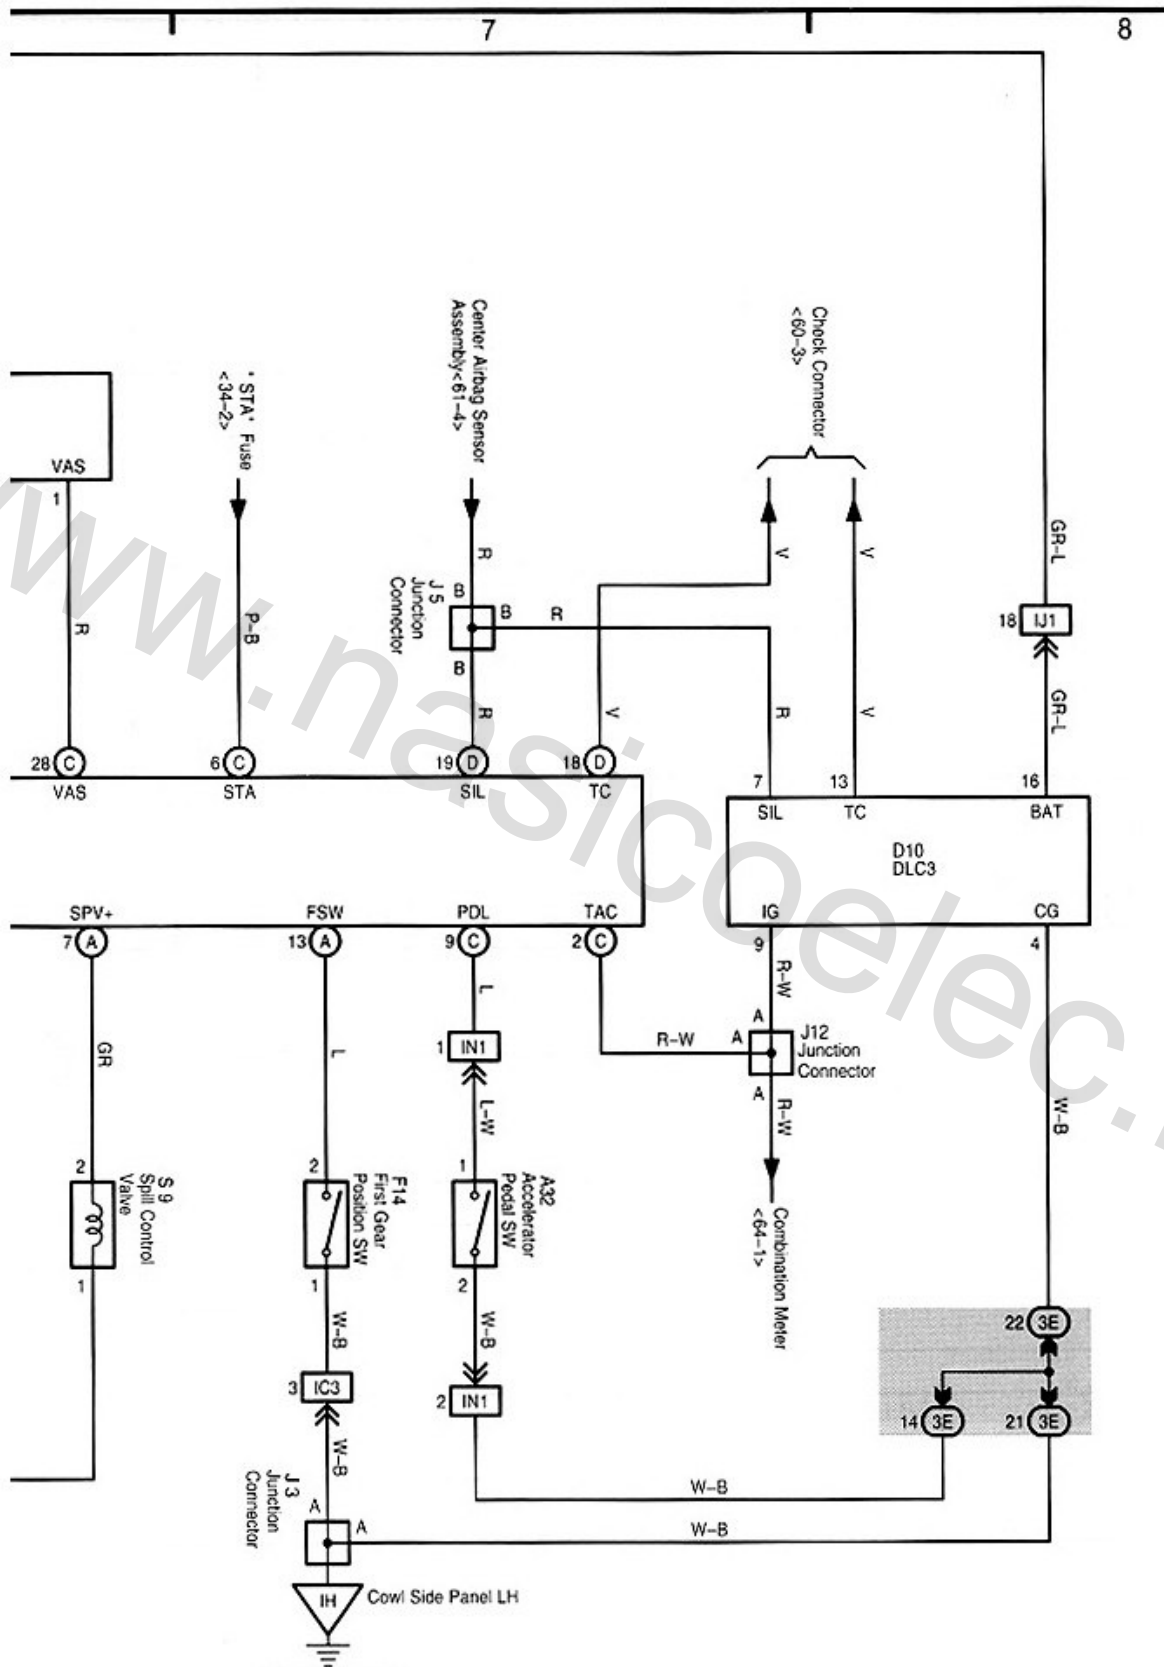 7
8
Check Connector
<60-3>
Center Airbag Sensor
Assembly<61-4>
"STA" Fuse
<34-2>
VAS
1
R
P-B
R
B
J 5
Junction
Connector
B
R
B
R
V
V
V
R
V
GR-L
18
IJ1
GR-L
28
C
6
C
19
D
18
D
7
13
16
VAS
STA
SIL
TC
SIL
TC
BAT
D10
DLC3
SPV+
FSW
PDL
TAC
IG
CG
7
A
13
A
9
C
2
C
9
4
GR
L
L
1
IN1
L-W
R-W
R-W
A
A
A
J12
Junction
Connector
R-W
W-B
Combination Meter
<64-1>
2
S 9
Spill Control
Valve
1
2
F14
First Gear
Position SW
1
1
A32
Accelerator
Pedal SW
2
W-B
W-B
3
IC3
2
IN1
W-B
22
3E
14
3E
21
3E
W-B
W-B
J 3
Junction
Connector
A
A
IH
Cowl Side Panel LH
www.nasicoelec.